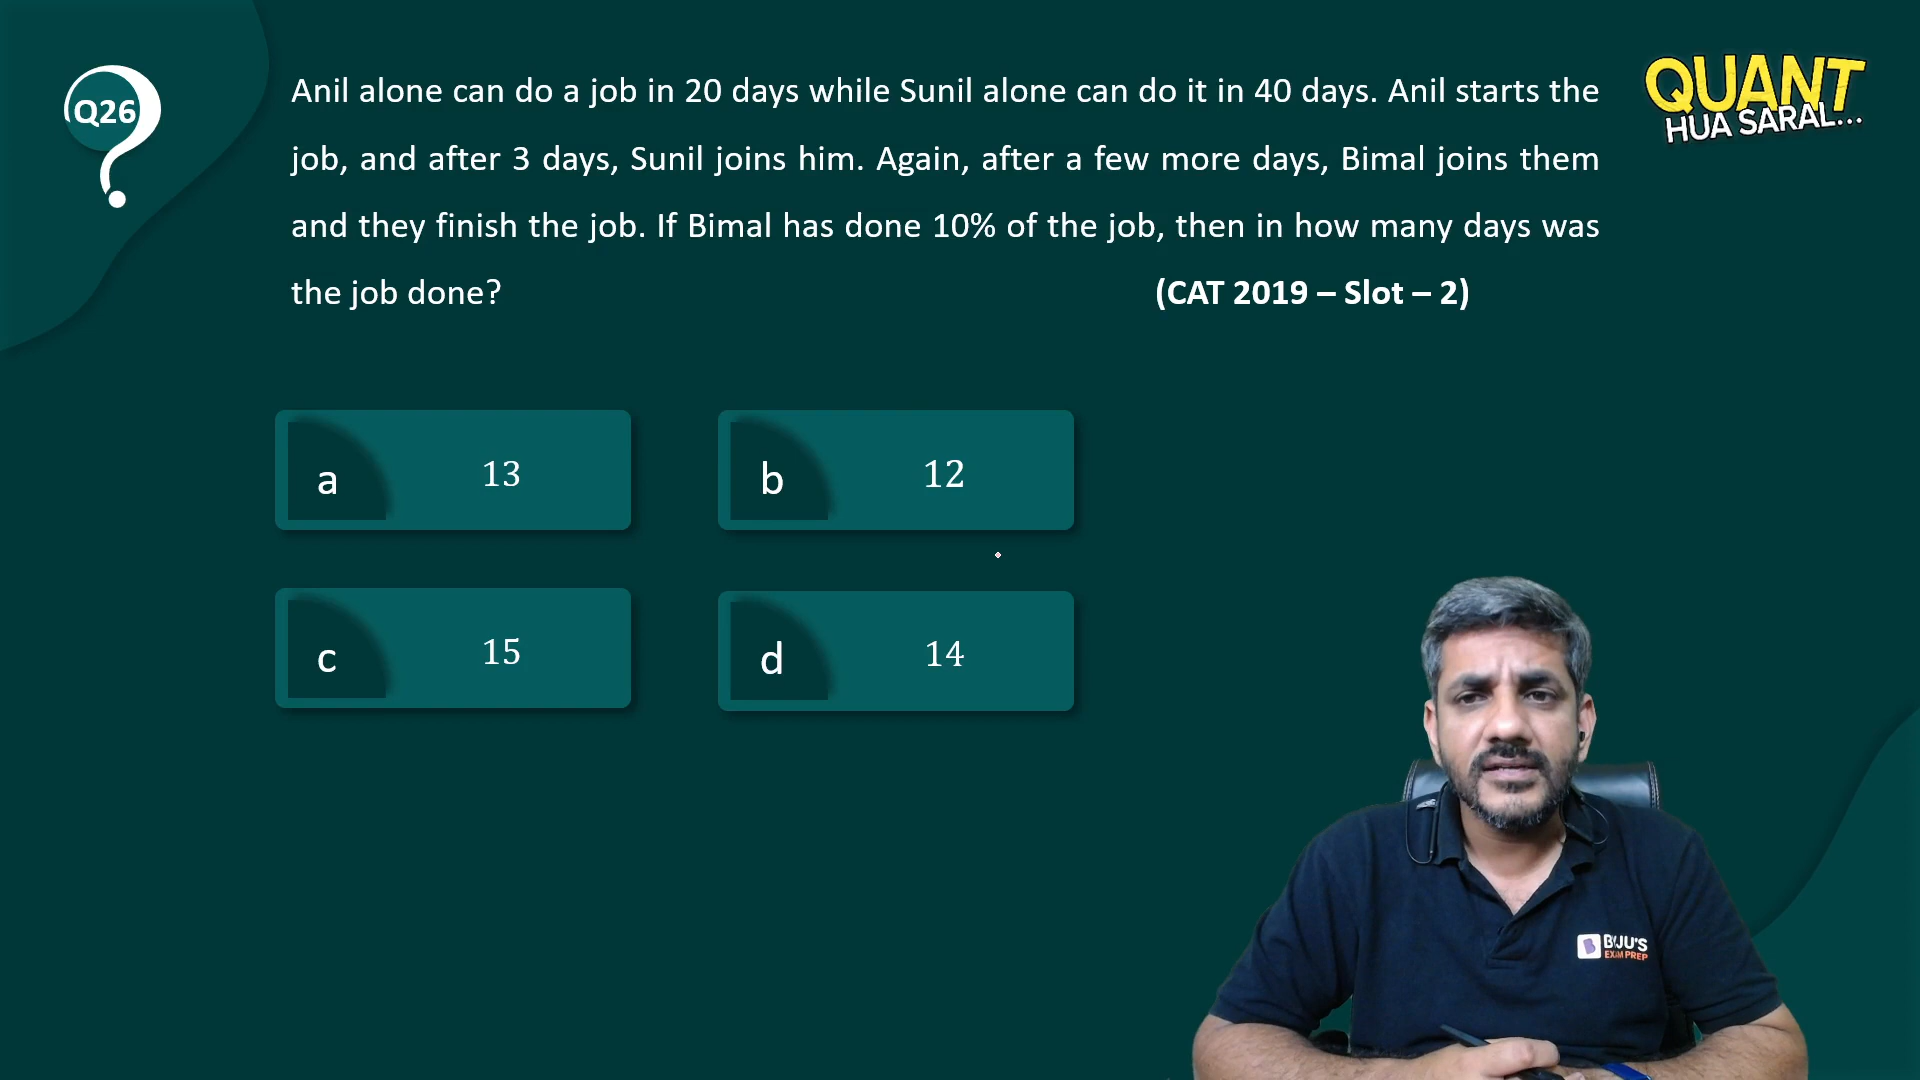 Q26
Anil alone can do a job in 20 days while Sunil alone can do it in 40 days. Anil starts the
job, and after 3 days, Sunil joins him. Again, after a few more days, Bimal joins them
and they finish the job. If Bimal has done 10% of the job, then in how many days was
the job done? (CAT 2019 – Slot – 2)
QUANT
HUA SARAL...
a 13
b 12
c 15
d 14
B BYJU'S
EXAM PREP